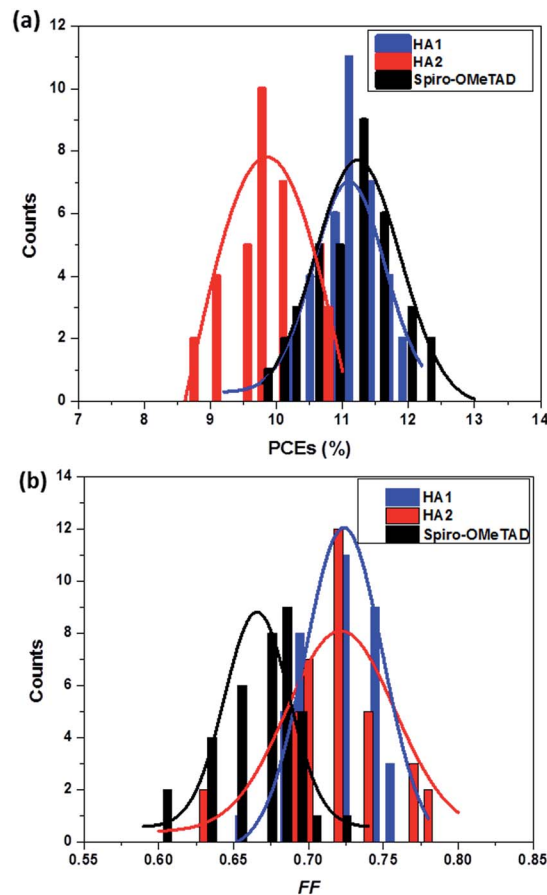 (a)
12
10
8
6
4
2
0
Counts
HA1
HA2
Spiro-OMeTAD
7 8 9 10 11 12 13 14
PCEs (%)
(b)
14
12
10
8
6
4
2
0
Counts
HA1
HA2
Spiro-OMeTAD
0.55 0.60 0.65 0.70 0.75 0.80 0.85
FF